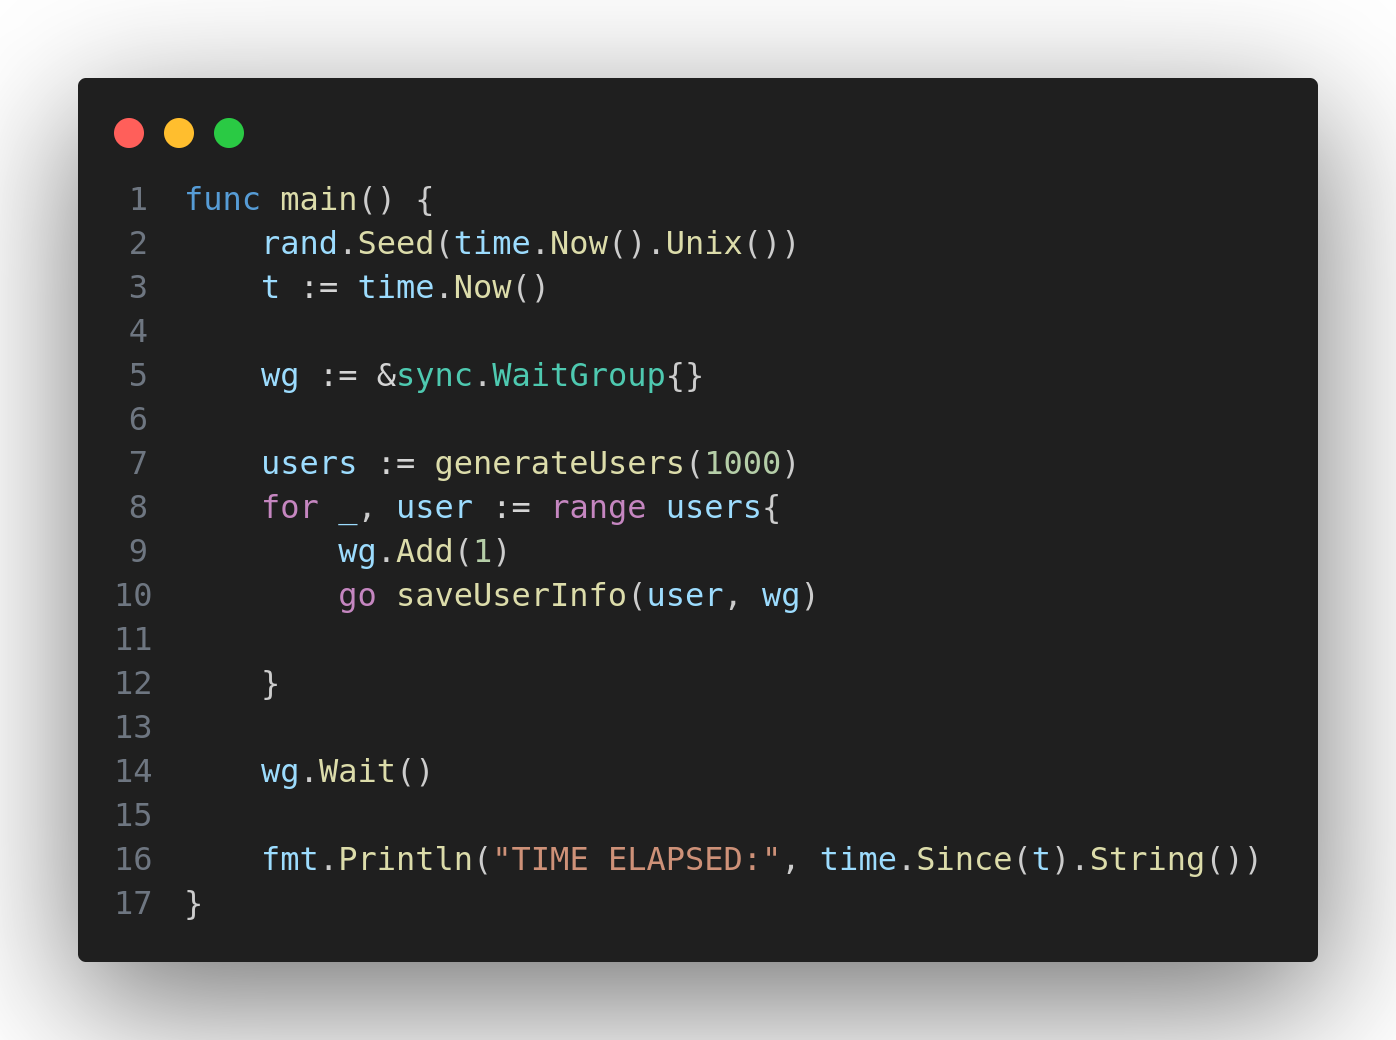 1 func main() {
2     rand.Seed(time.Now().Unix())
3     t := time.Now()
4
5     wg := &sync.WaitGroup{}
6
7     users := generateUsers(1000)
8     for _, user := range users{
9         wg.Add(1)
10         go saveUserInfo(user, wg)
11
12     }
13
14     wg.Wait()
15
16     fmt.Println("TIME ELAPSED:", time.Since(t).String())
17 }